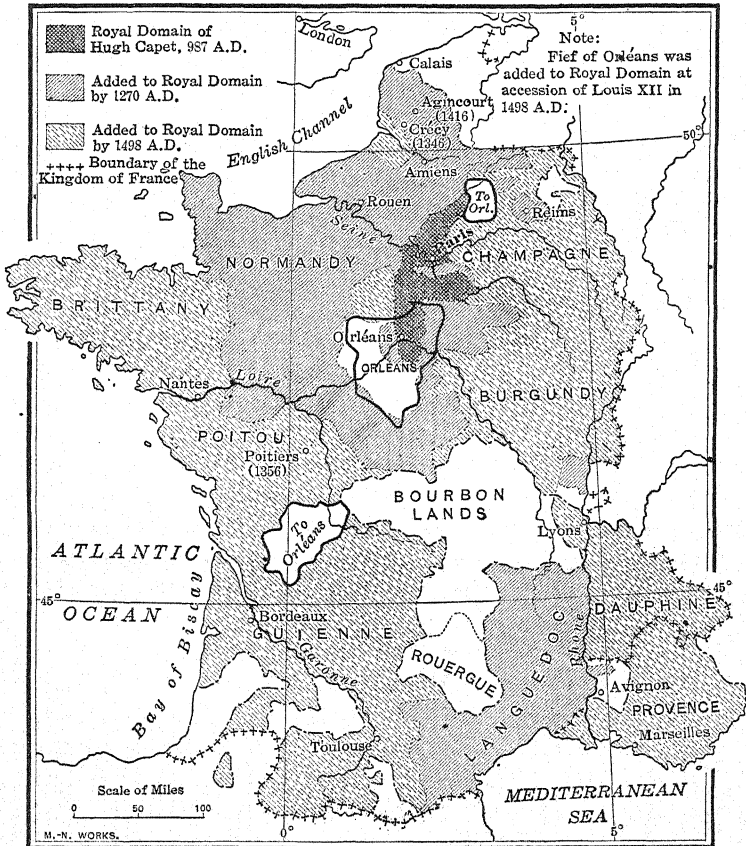 Royal Domain of
Hugh Capet, 987 A.D.
Added to Royal Domain
by 1270 A.D.
Added to Royal Domain
by 1498 A.D.
++++ Boundary of the
Kingdom of France
5°
Note:
Fief of Orléans was
added to Royal Domain at
accession of Louis XII in
1498 A.D.
London
Calais
English Channel
Agincourt
(1416)
Crécy
(1346)
50°
Amiens
To
Orl.
Rouen
Reims
Seine
Paris
NORMANDY
CHAMPAGNE
BRITTANY
Orléans
ORLÉANS
Nantes
Loire
BURGUNDY
POITOU
Poitiers
(1356)
BOURBON
LANDS
To
Orléans
Lyons
ATLANTIC
OCEAN
45°
45°
DAUPHINE
Bay of Biscay
Bordeaux
GUIENNE
Garonne
ROUERGUE
LANGUEDOC
Rhone
Avignon
PROVENCE
Marseilles
Toulouse
Scale of Miles
0 50 100
MEDITERRANEAN
SEA
M.-N. WORKS.
0°
5°